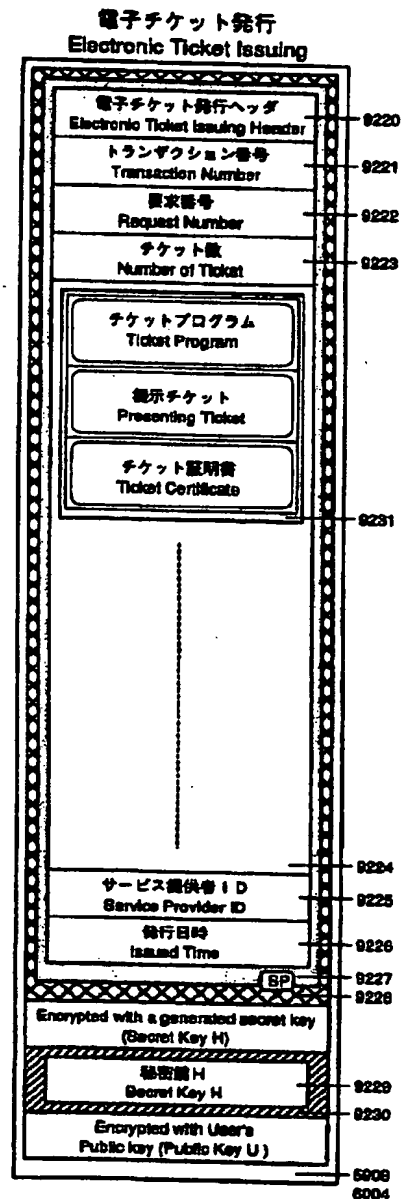 電子チケット発行
Electronic Ticket Issuing
電子チケット発行ヘッダ
Electronic Ticket Issuing Header
9220
トランザクション番号
Transaction Number
9221
要求番号
Request Number
9222
チケット数
Number of Ticket
9223
チケットプログラム
Ticket Program
提示チケット
Presenting Ticket
チケット証明書
Ticket Certificate
9231
9224
サービス提供者ID
Service Provider ID
9225
発行日時
Issued Time
9226
SP
9227
9228
Encrypted with a generated secret key
(Secret Key H)
秘密鍵H
Secret Key H
9229
9230
Encrypted with User's
Public key (Public Key U)
6908
6004